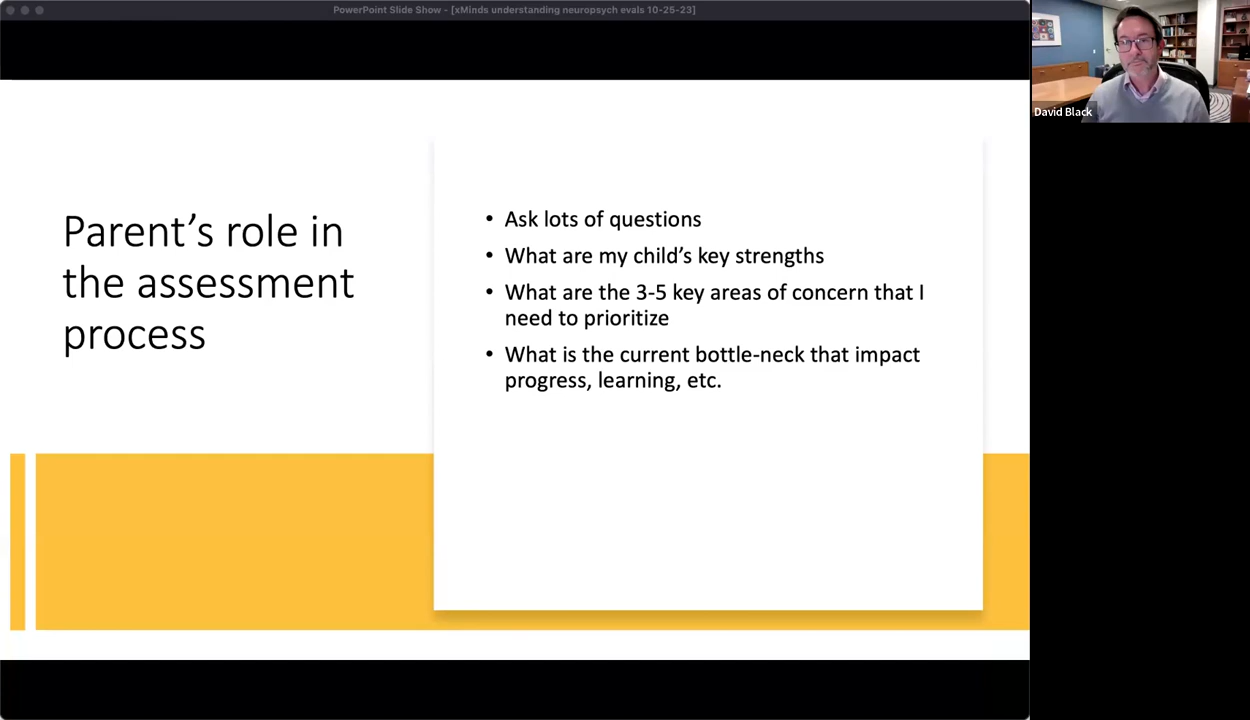 PowerPoint Slide Show - [xMinds understanding neuropsych evals 10-25-23]
David Black
Parent’s role in
the assessment
process
• Ask lots of questions
• What are my child’s key strengths
• What are the 3-5 key areas of concern that I
need to prioritize
• What is the current bottle-neck that impact
progress, learning, etc.